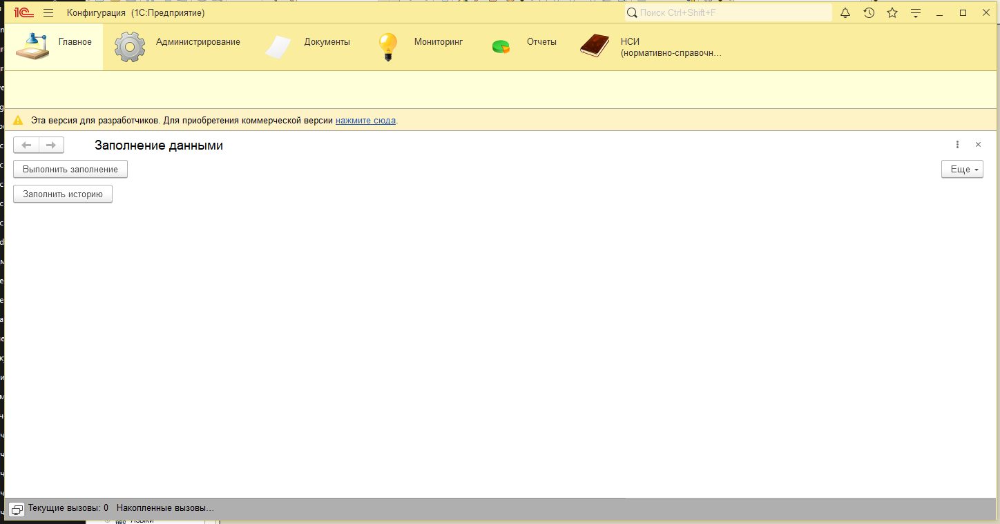 1С Конфигурация (1С:Предприятие)
Поиск Ctrl+Shift+F
Главное
Администрирование
Документы
Мониторинг
Отчеты
НСИ
(нормативно-справочн…
Эта версия для разработчиков. Для приобретения коммерческой версии нажмите сюда.
Заполнение данными
Выполнить заполнение
Еще
Заполнить историю
Текущие вызовы: 0 Накопленные вызовы…